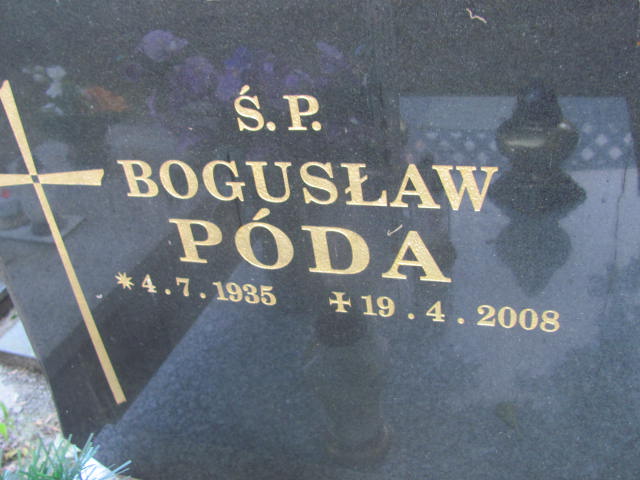 Ś.P.
BOGUSŁAW
PÓDA
*4.7.1935 ✝19.4.2008